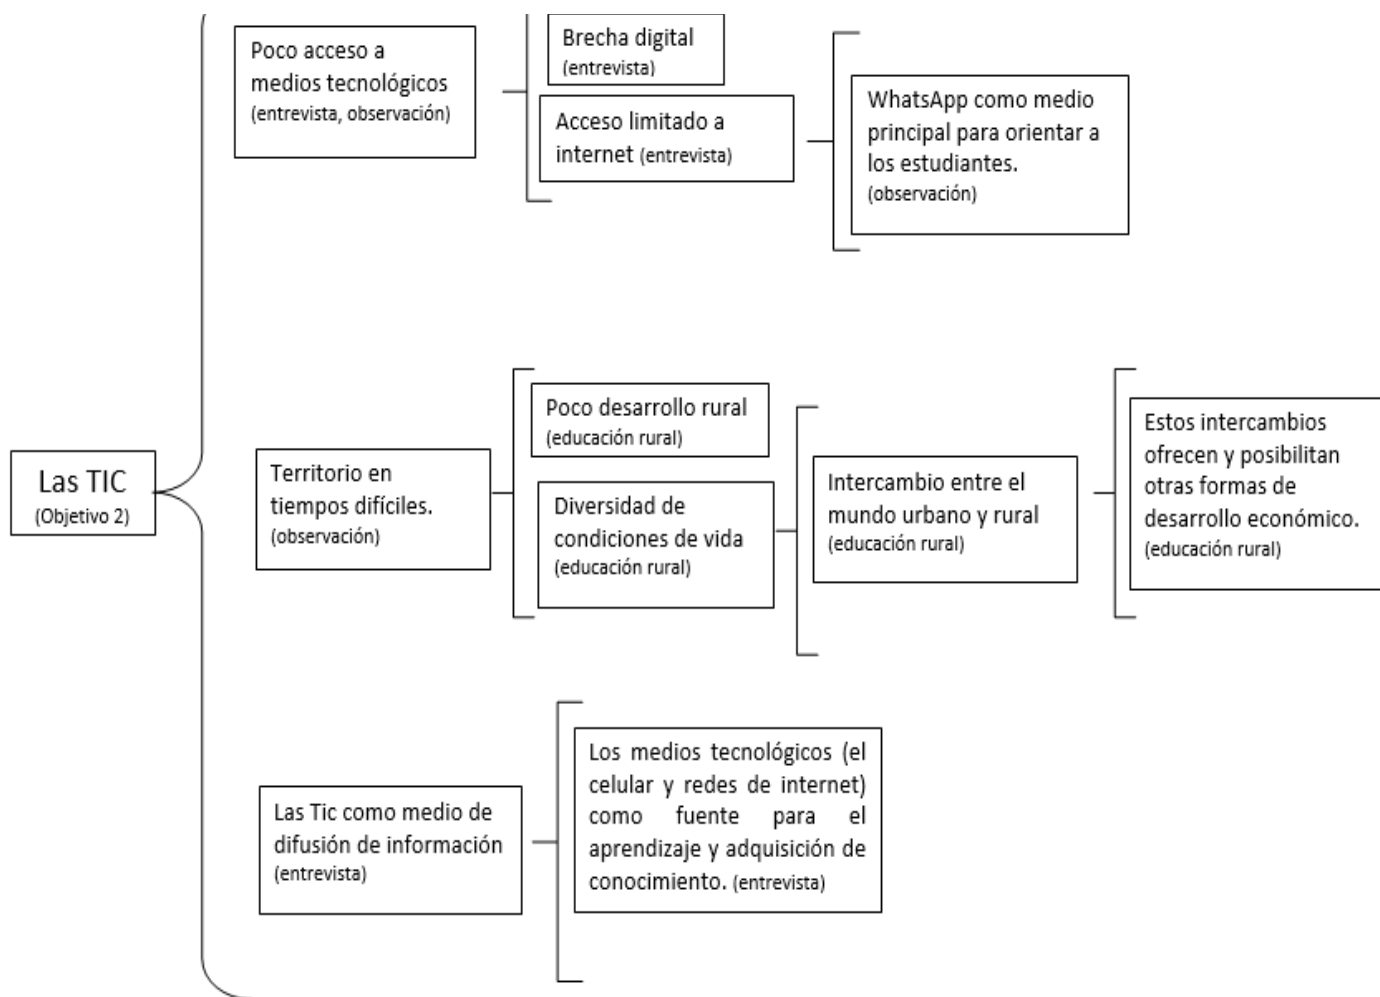 Las TIC
(Objetivo 2)
Poco acceso a
medios tecnológicos
(entrevista, observación)
Brecha digital
(entrevista)
Acceso limitado a
internet (entrevista)
WhatsApp como medio
principal para orientar a
los estudiantes.
(observación)
Territorio en
tiempos difíciles.
(observación)
Poco desarrollo rural
(educación rural)
Diversidad de
condiciones de vida
(educación rural)
Intercambio entre el
mundo urbano y rural
(educación rural)
Estos intercambios
ofrecen y posibilitan
otras formas de
desarrollo económico.
(educación rural)
Las Tic como medio de
difusión de información
(entrevista)
Los medios tecnológicos (el
celular y redes de internet)
como fuente para el
aprendizaje y adquisición de
conocimiento. (entrevista)